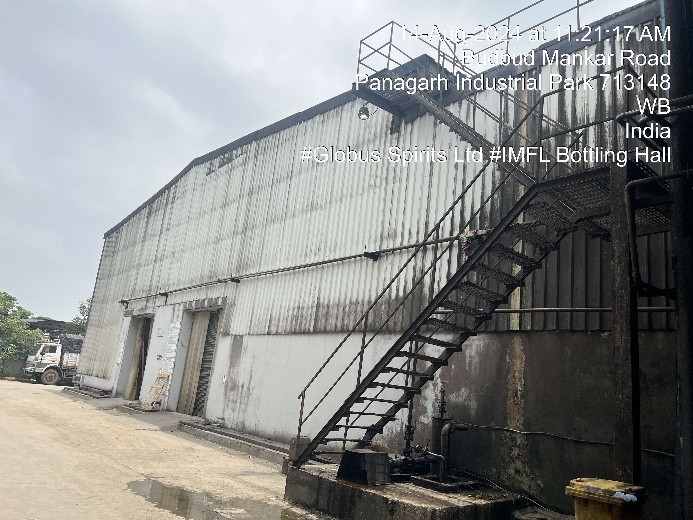 14-Aug-2024 at 11:21:17 AM
Budbud Mankar Road
Panagarh Industrial Park 713148
WB
India
#Globus Spirits Ltd.#IMFL Bottling Hall